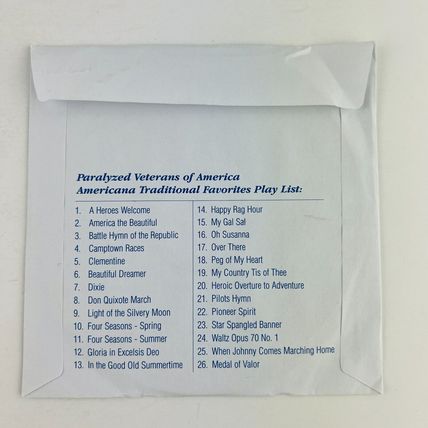 Paralyzed Veterans of America
Americana Traditional Favorites Play List:
1. A Heroes Welcome
2. America the Beautiful
3. Battle Hymn of the Republic
4. Camptown Races
5. Clementine
6. Beautiful Dreamer
7. Dixie
8. Don Quixote March
9. Light of the Silvery Moon
10. Four Seasons - Spring
11. Four Seasons - Summer
12. Gloria in Excelsis Deo
13. In the Good Old Summertime
14. Happy Rag Hour
15. My Gal Sal
16. Oh Susanna
17. Over There
18. Peg of My Heart
19. My Country Tis of Thee
20. Heroic Overture to Adventure
21. Pilots Hymn
22. Pioneer Spirit
23. Star Spangled Banner
24. Waltz Opus 70 No. 1
25. When Johnny Comes Marching Home
26. Medal of Valor